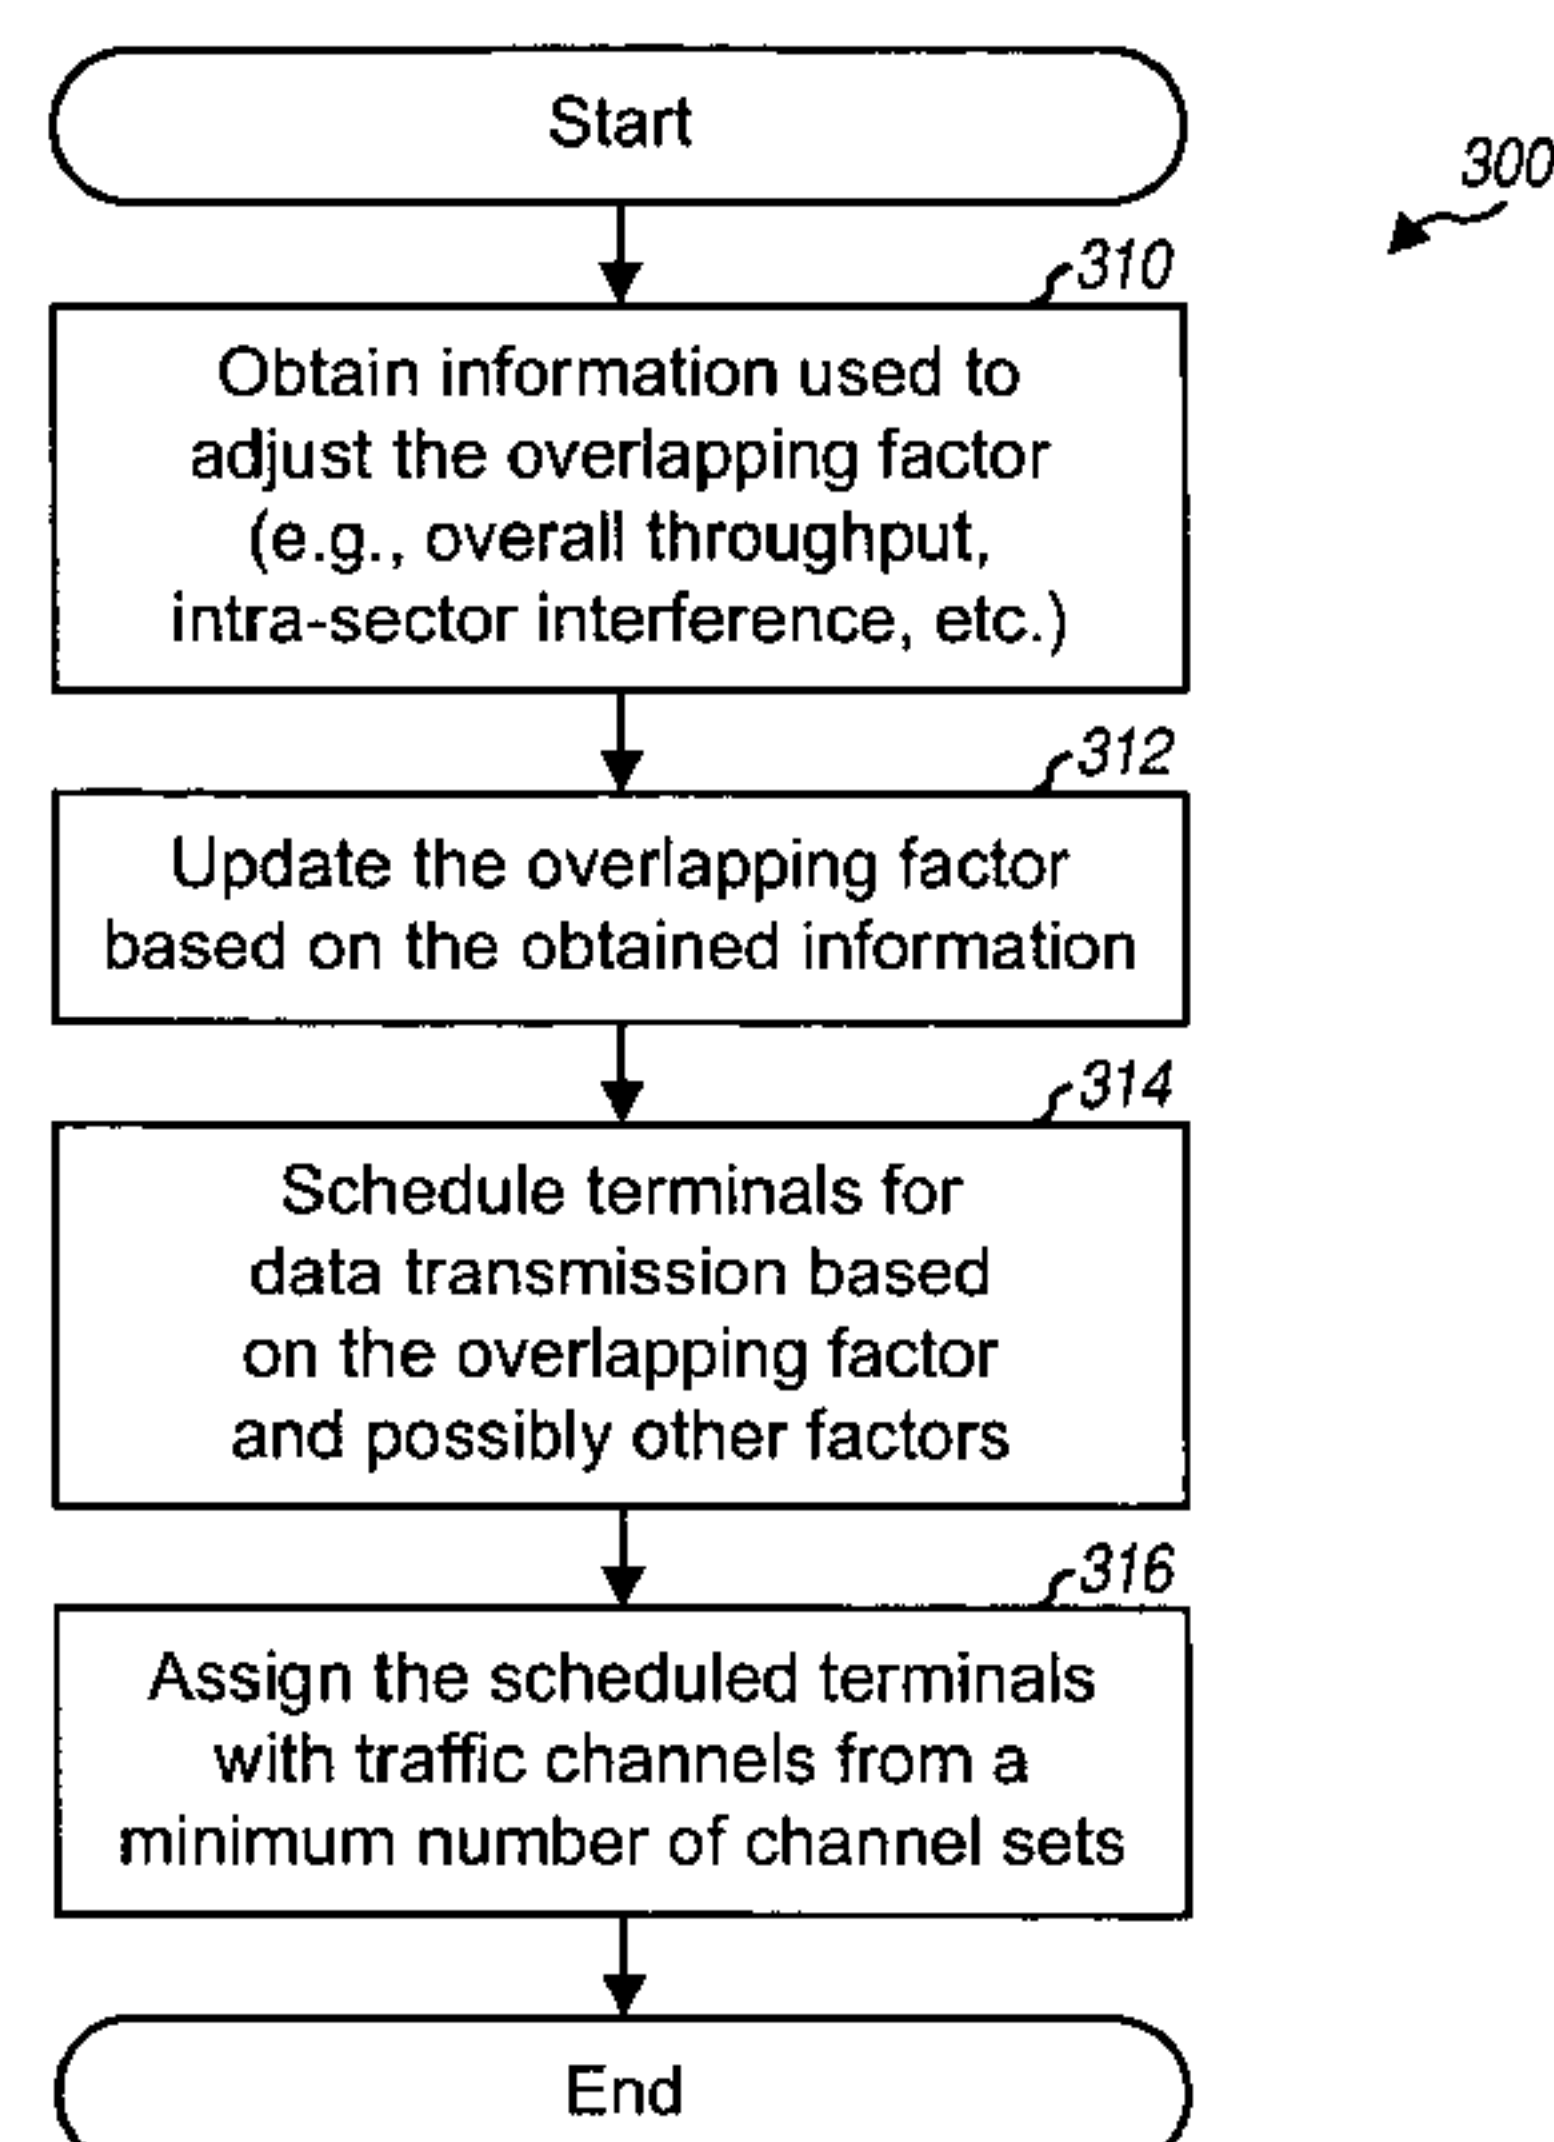 Start
300
310
Obtain information used to
adjust the overlapping factor
(e.g., overall throughput,
intra-sector interference, etc.)
312
Update the overlapping factor
based on the obtained information
314
Schedule terminals for
data transmission based
on the overlapping factor
and possibly other factors
316
Assign the scheduled terminals
with traffic channels from a
minimum number of channel sets
End